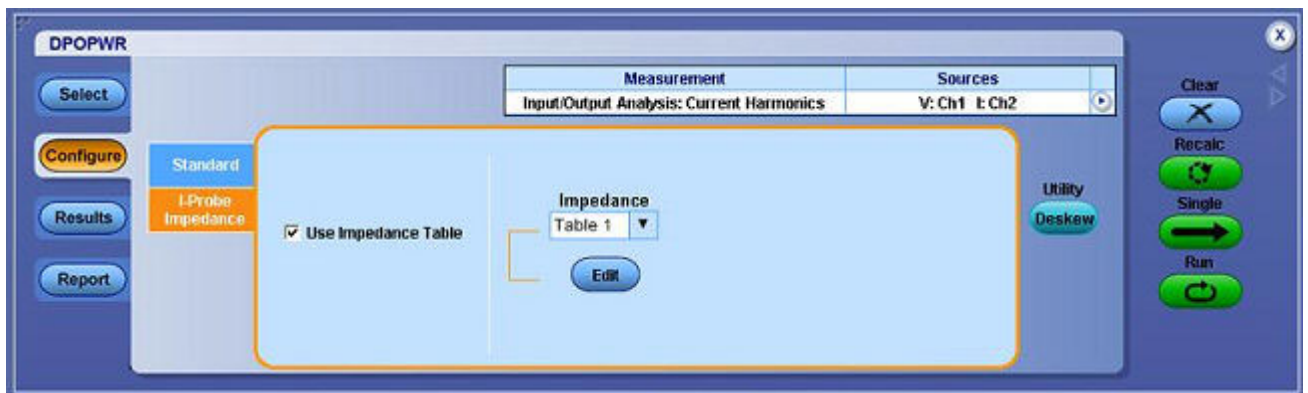 DPOPWR
Select
Configure
Results
Report
Measurement Sources
Input/Output Analysis: Current Harmonics V: Ch1 I: Ch2
Standard
I-Probe
Impedance
Use Impedance Table
Impedance
Table 1
Edit
Utility
Deskew
X
Clear
Recalc
Single
Run